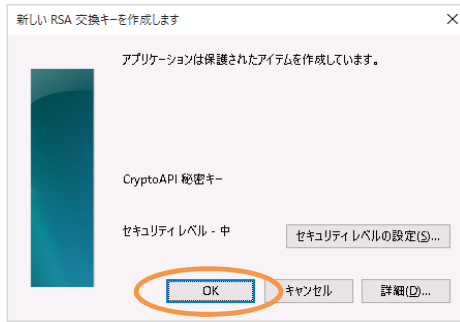 新しい RSA 交換キーを作成します
アプリケーションは保護されたアイテムを作成しています。
CryptoAPI 秘密キー
セキュリティ レベル - 中
セキュリティ レベルの設定(S)...
OK
キャンセル
詳細(D)...